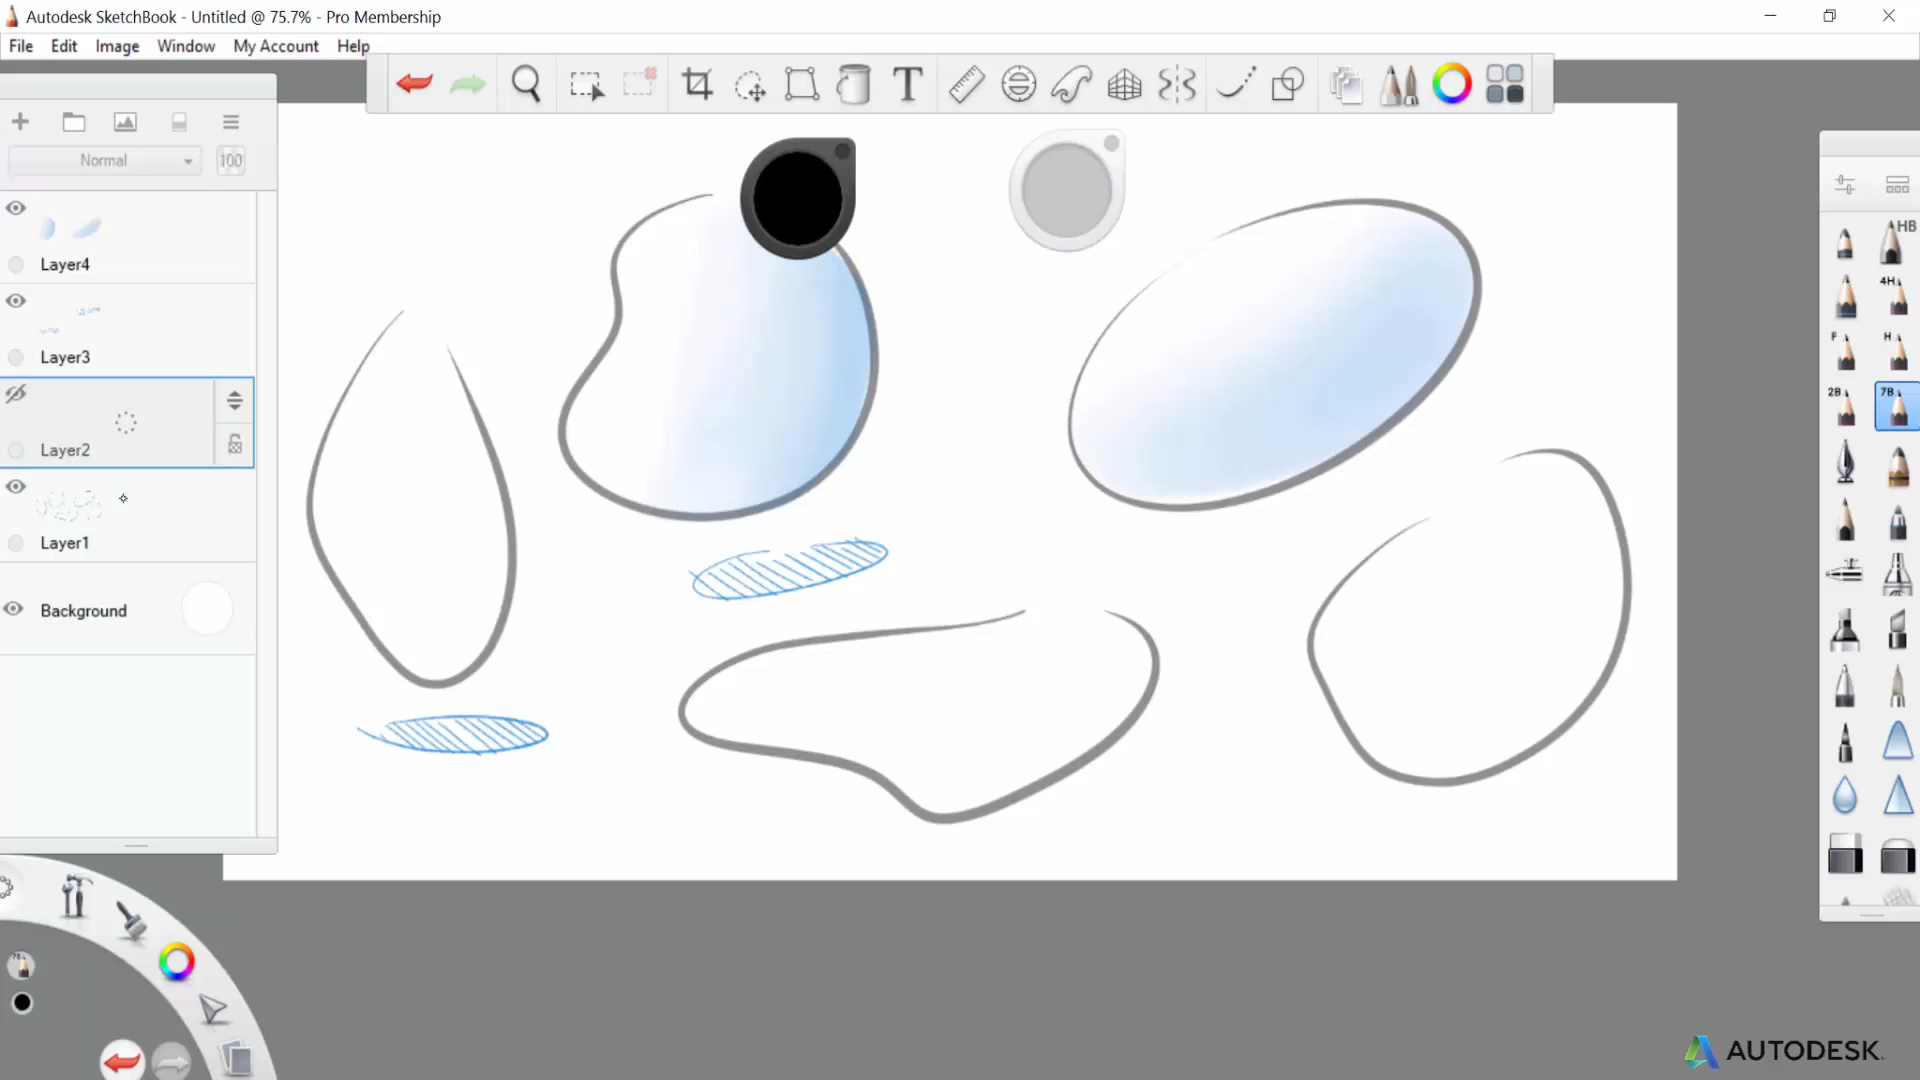 Autodesk SketchBook - Untitled @ 75.7% - Pro Membership
File Edit Image Window My Account Help
T
Normal 100
Layer4
Layer3
Layer2
Layer1
Background
HB
4H
F H
2B 7B
AUTODESK.